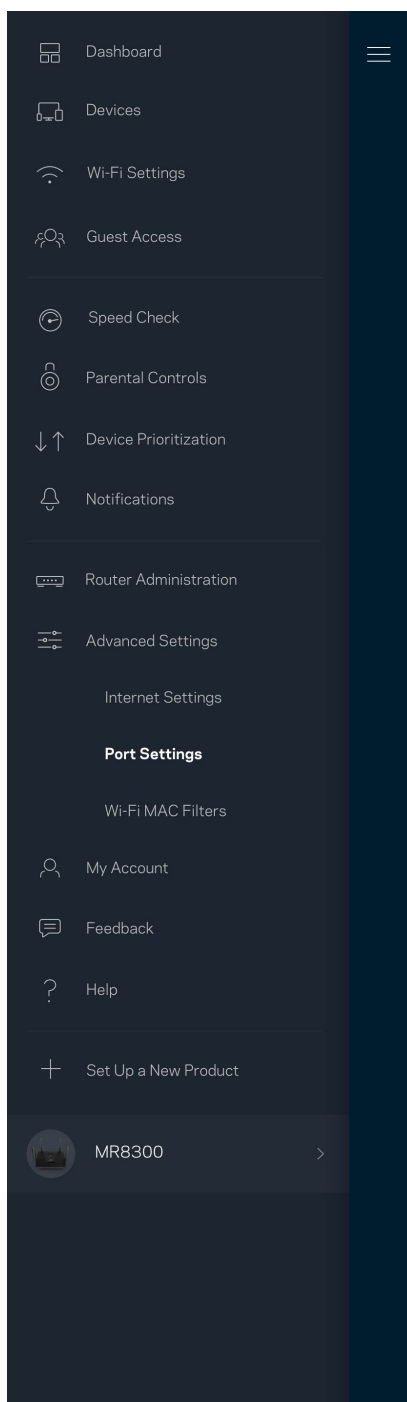 Dashboard
Devices
Wi-Fi Settings
Guest Access
Speed Check
Parental Controls
Device Prioritization
Notifications
Router Administration
Advanced Settings
Internet Settings
Port Settings
Wi-Fi MAC Filters
My Account
Feedback
Help
Set Up a New Product
MR8300